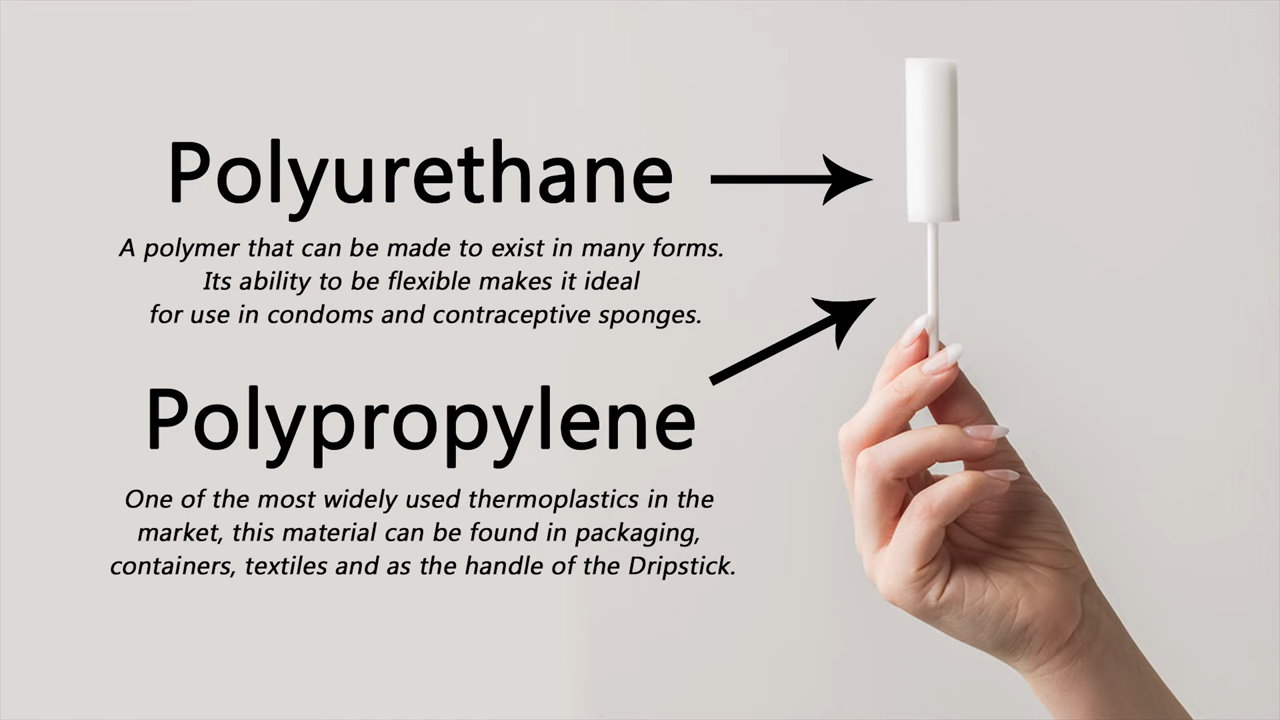 Polyurethane
A polymer that can be made to exist in many forms.
Its ability to be flexible makes it ideal
for use in condoms and contraceptive sponges.
Polypropylene
One of the most widely used thermoplastics in the
market, this material can be found in packaging,
containers, textiles and as the handle of the Dripstick.